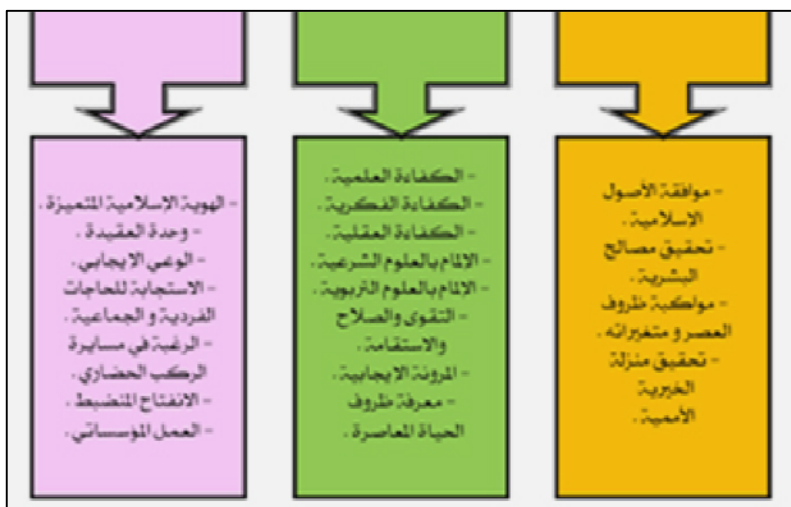 - موافقة الأصول
الإسلامية .
- تحقيق مصالح
البشرية .
- مواكبة ظروف
العصر و متغيراته .
- تحقيق منزلة
الخيرية
الأممية .
- الكفاءة العلمية .
- الكفاءة الفكرية .
- الكفاءة العقلية .
- الإلمام بالعلوم الشرعية .
- الإلمام بالعلوم التربوية .
- التقوى والصلاح
والاستقامة .
- المرونة الايجابية .
- معرفة ظروف
الحياة المعاصرة .
- الهوية الإسلامية المتميزة .
- وحدة العقيدة .
- الوعي الايجابي .
- الاستجابة للحاجات
الفردية و الجماعية .
- الرغبة في مسايرة
الركب الحضاري .
- الانفتاح المنضبط .
- العمل المؤسساتي .